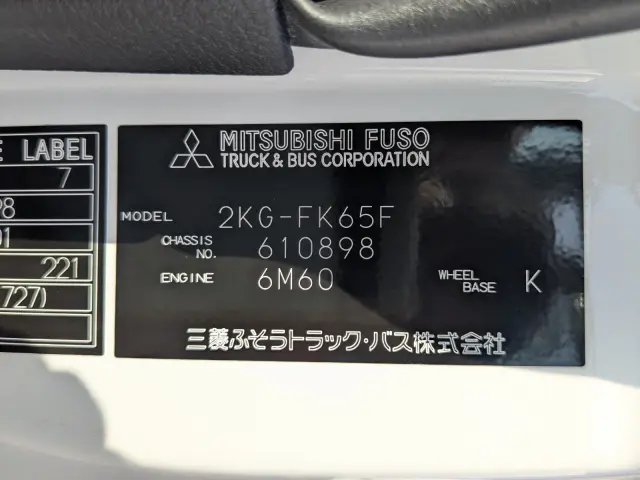 E LABEL
7
98
01
221
727)
MITSUBISHI FUSO
TRUCK & BUS CORPORATION
MODEL 2KG-FK65F
CHASSIS NO. 610898
ENGINE 6M60
WHEEL BASE K
三菱ふそうトラック・バス株式会社